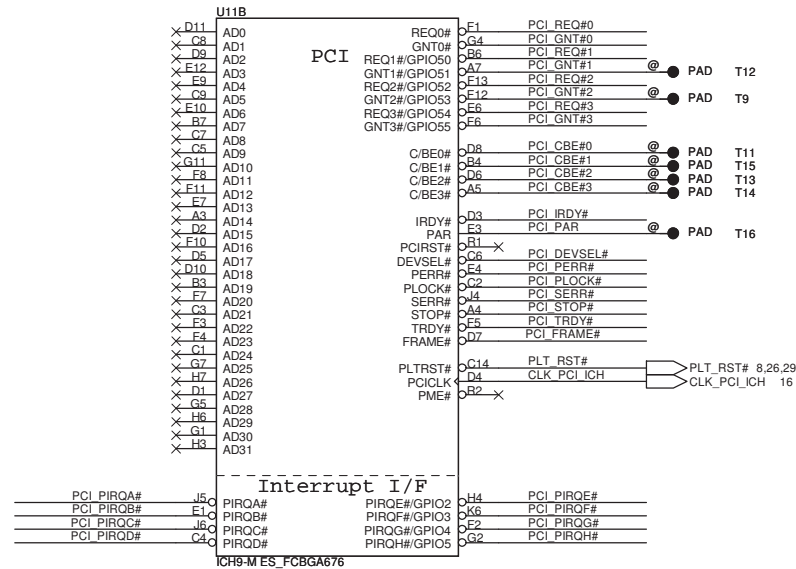 U11B
PCI
D11 AD0
C8 AD1
D9 AD2
E12 AD3
E9 AD4
C9 AD5
E10 AD6
B7 AD7
C7 AD8
C5 AD9
G11 AD10
F8 AD11
F11 AD12
E7 AD13
A3 AD14
D2 AD15
F10 AD16
D5 AD17
D10 AD18
B3 AD19
F7 AD20
C3 AD21
F3 AD22
F4 AD23
C1 AD24
G7 AD25
H7 AD26
D1 AD27
G5 AD28
H6 AD29
G1 AD30
H3 AD31
REQ0# F1 PCI_REQ#0
GNT0# G4 PCI_GNT#0
REQ1#/GPIO50 B6 PCI_REQ#1
GNT1#/GPIO51 A7 PCI_GNT#1 @ PAD T12
REQ2#/GPIO52 F13 PCI_REQ#2
GNT2#/GPIO53 F12 PCI_GNT#2 @ PAD T9
REQ3#/GPIO54 E6 PCI_REQ#3
GNT3#/GPIO55 F6 PCI_GNT#3
C/BE0# D8 PCI_CBE#0 @ PAD T11
C/BE1# B4 PCI_CBE#1 @ PAD T15
C/BE2# D6 PCI_CBE#2 @ PAD T13
C/BE3# A5 PCI_CBE#3 @ PAD T14
IRDY# D3 PCI_IRDY#
PAR E3 PCI_PAR @ PAD T16
PCIRST# R1
DEVSEL# C6 PCI_DEVSEL#
PERR# E4 PCI_PERR#
PLOCK# C2 PCI_PLOCK#
SERR# J4 PCI_SERR#
STOP# A4 PCI_STOP#
TRDY# F5 PCI_TRDY#
FRAME# D7 PCI_FRAME#
PLTRST# C14 PLT_RST# PLT_RST# 8,26,29
PCICLK D4 CLK_PCI_ICH CLK_PCI_ICH 16
PME# R2
Interrupt I/F
PCI_PIRQA# J5 PIRQA#
PCI_PIRQB# E1 PIRQB#
PCI_PIRQC# J6 PIRQC#
PCI_PIRQD# C4 PIRQD#
PIRQE#/GPIO2 H4 PCI_PIRQE#
PIRQF#/GPIO3 K6 PCI_PIRQF#
PIRQG#/GPIO4 F2 PCI_PIRQG#
PIRQH#/GPIO5 G2 PCI_PIRQH#
ICH9-M ES_FCBGA676